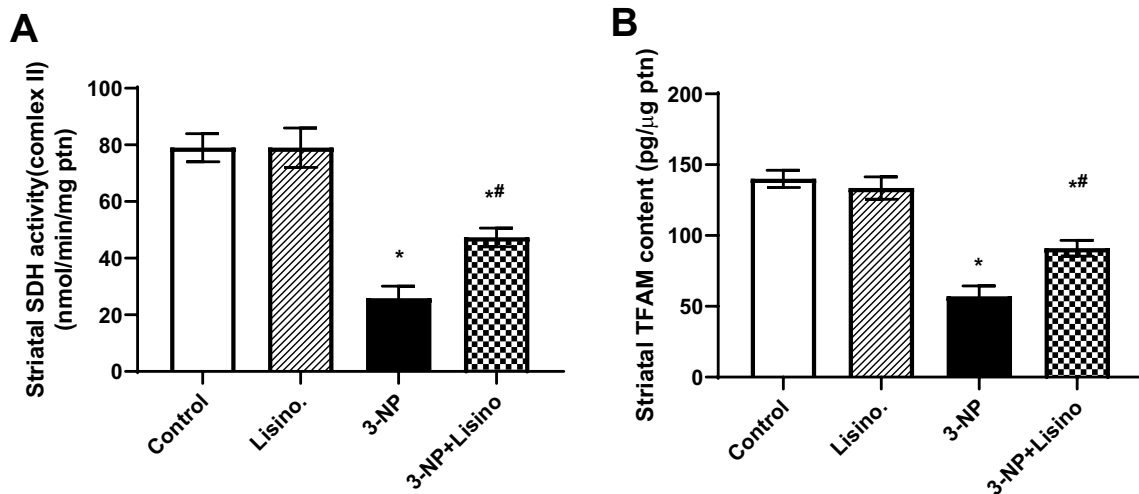 A
Striatal SDH activity(comlex II)
(nmol/min/mg ptn)
100
80
60
40
20
0
*
*#
Control
Lisino.
3-NP
3-NP+Lisino
B
Striatal TFAM content (pg/µg ptn)
200
150
100
50
0
*
*#
Control
Lisino.
3-NP
3-NP+Lisino